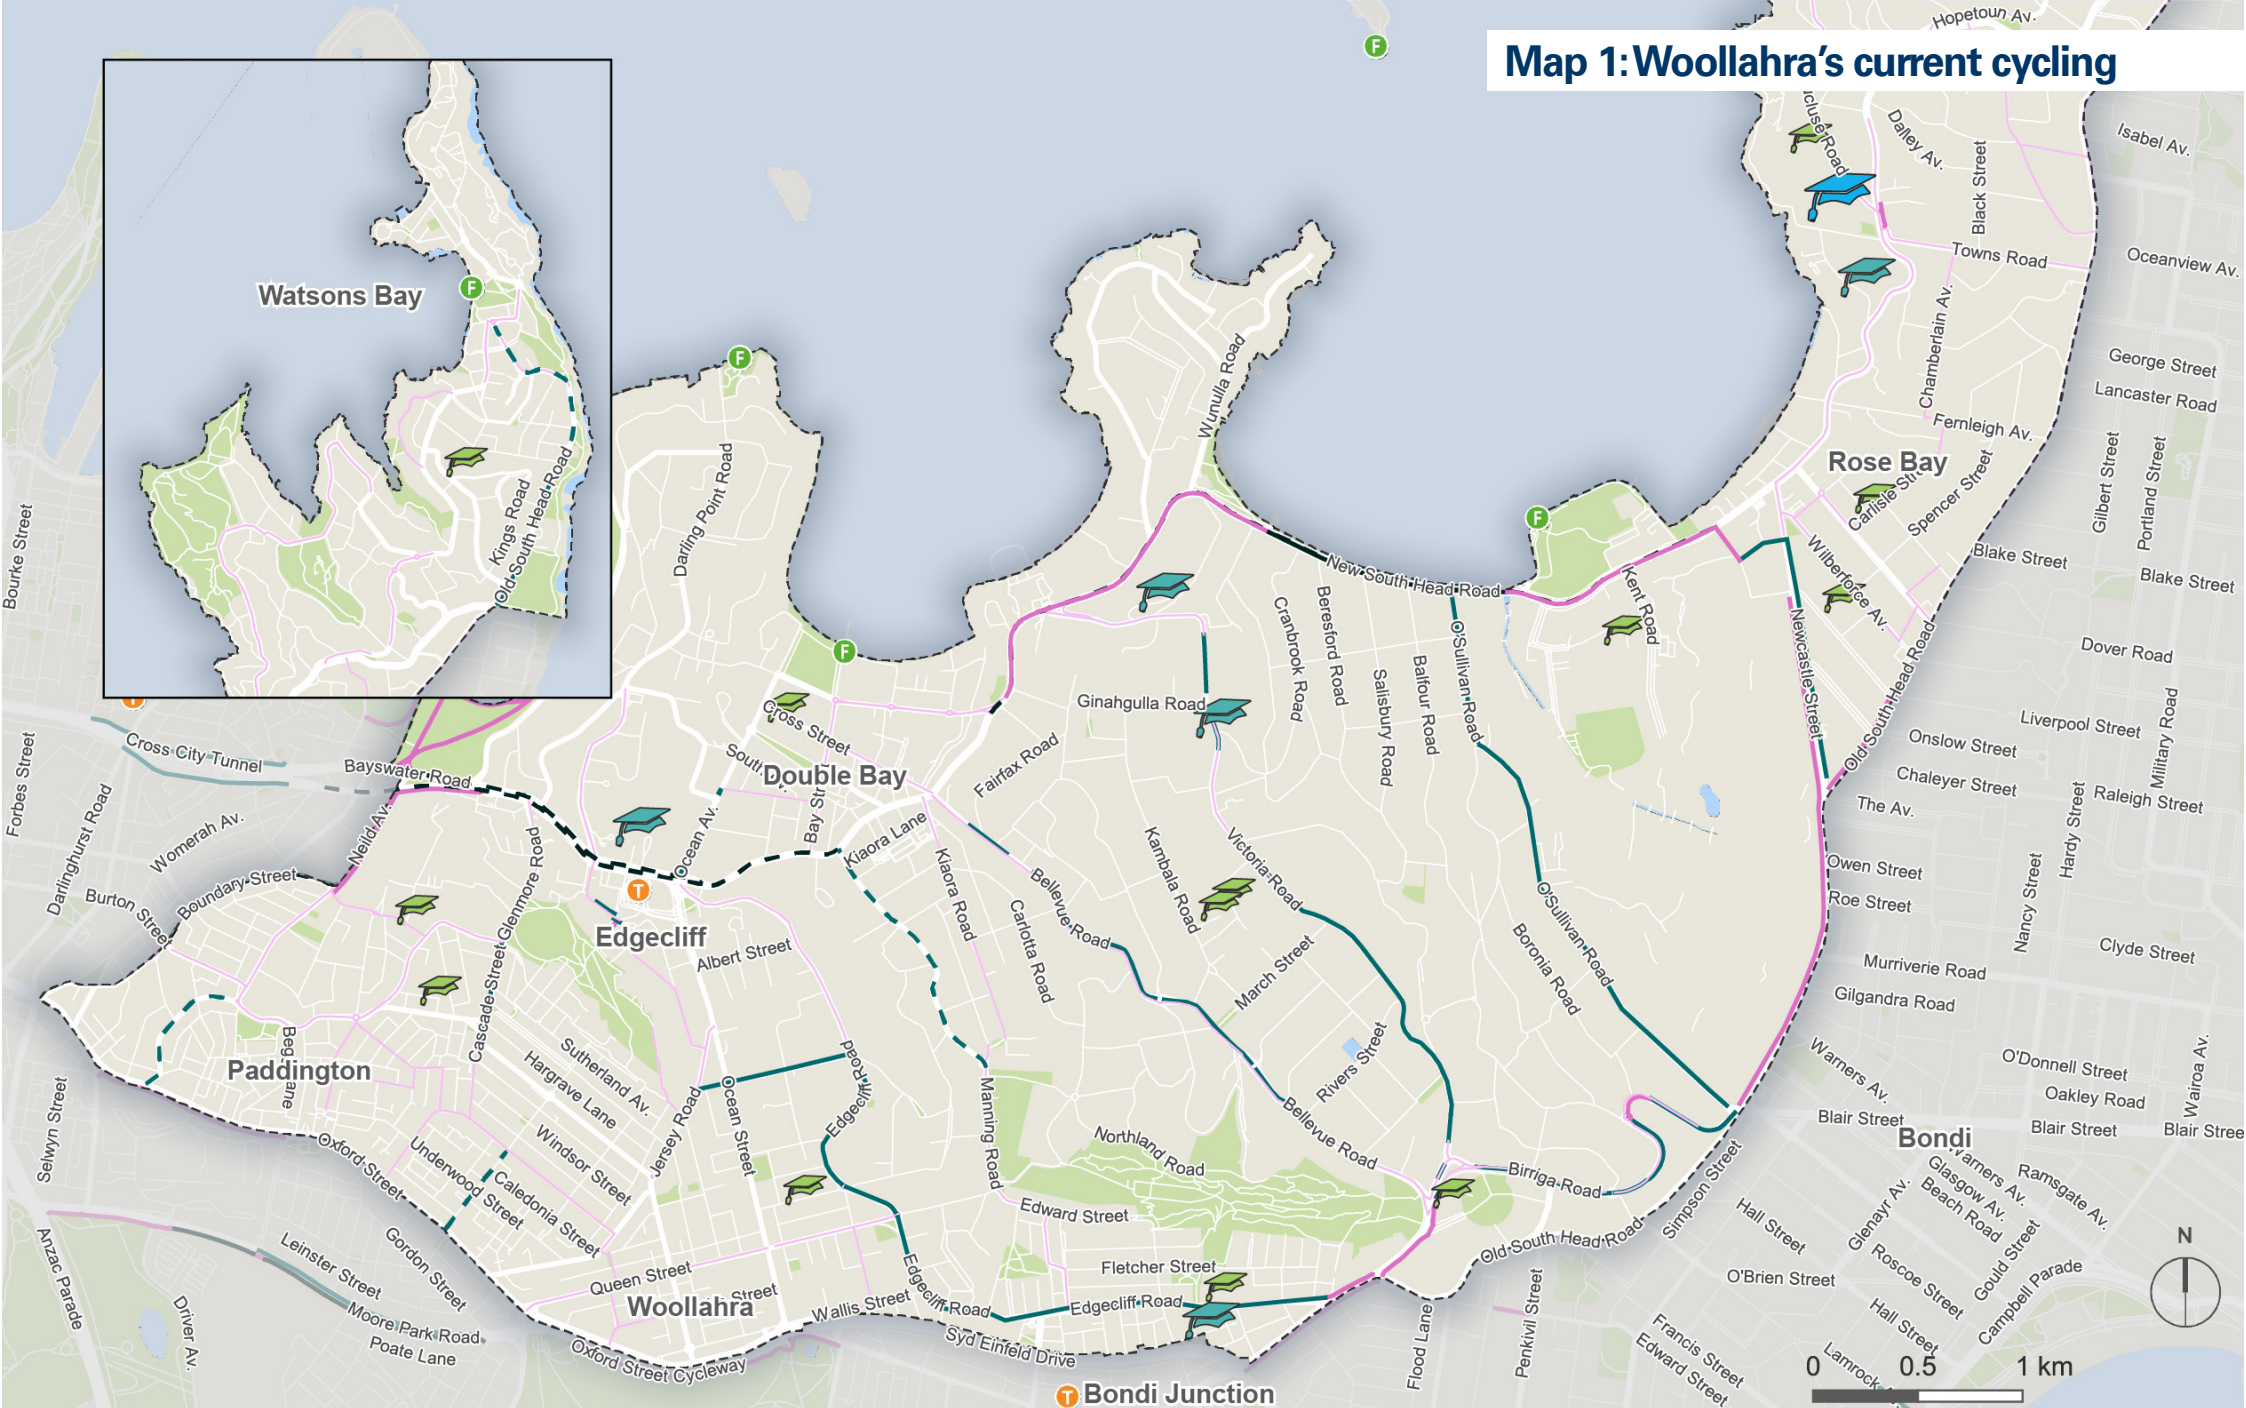 Map 1: Woollahra's current cycling
Hopetoun Av.
F
Isabel Av.
Dalley Av.
Black Street
Oceanview Av.
Towns Road
Watsons Bay
F
F
Wunulla Road
Chamberlain Av.
George Street
Lancaster Road
Fernleigh Av.
Rose Bay
Gilbert Street
Portland Street
Darling Point Road
Spencer Street
Kings Road
Old South Head Road
F
Bourke Street
Blake Street
Blake Street
Wilberforce Av.
New South Head Road
Kent Road
Cranbrook Road
Beresford Road
O'Sullivan Road
Newcastle Street
Dover Road
F
Balfour Road
Salisbury Road
Ginahgulla Road
Old South Head Road
T
Cross Street
Liverpool Street
Military Road
Onslow Street
Cross City Tunnel
Forbes Street
Fairfax Road
Double Bay
Bayswater Road
Chaleyer Street
Raleigh Street
The Av.
Hardy Street
Darlinghurst Road
Womerah Av.
Neild Av.
Ocean Av.
Kiaora Lane
Victoria Road
Kambala Road
Owen Street
Roe Street
Nancy Street
Boundary Street
Burton Street
Glenmore Road
T
Kiaora Road
Bellevue Road
Carlotta Road
O'Sullivan Road
Boronia Road
Edgecliff
Albert Street
March Street
Clyde Street
Murriverie Road
Gilgandra Road
Cascade Street
Paddington
Sutherland Av.
Hargrave Lane
Rivers Street
Warners Av.
O'Donnell Street
Oakley Road
Wairoa Av.
Selwyn Street
Edgecliff Road
Manning Road
Bellevue Road
Blair Street
Blair Street
Bondi
Oxford Street
Underwood Street
Windsor Street
Jersey Road
Ocean Street
Northland Road
Birriga Road
Simpson Street
Warners Av.
Glasgow Av.
Beach Road
Ramsgate Av.
Caledonia Street
Edward Street
Hall Street
Glenayr Av.
Gould Street
N
Anzac Parade
Leinster Street
Gordon Street
Old South Head Road
Queen Street
Fletcher Street
O'Brien Street
Roscoe Street
Campbell Parade
Woollahra
Street
Wallis Street
Edgecliff Road
Edgecliff Road
Moore Park Road
Poate Lane
Driver Av.
Oxford Street Cycleway
Syd Einfeld Drive
Flood Lane
Penkivil Street
Francis Street
Edward Street
Hall Street
0 0.5 1 km
T Bondi Junction